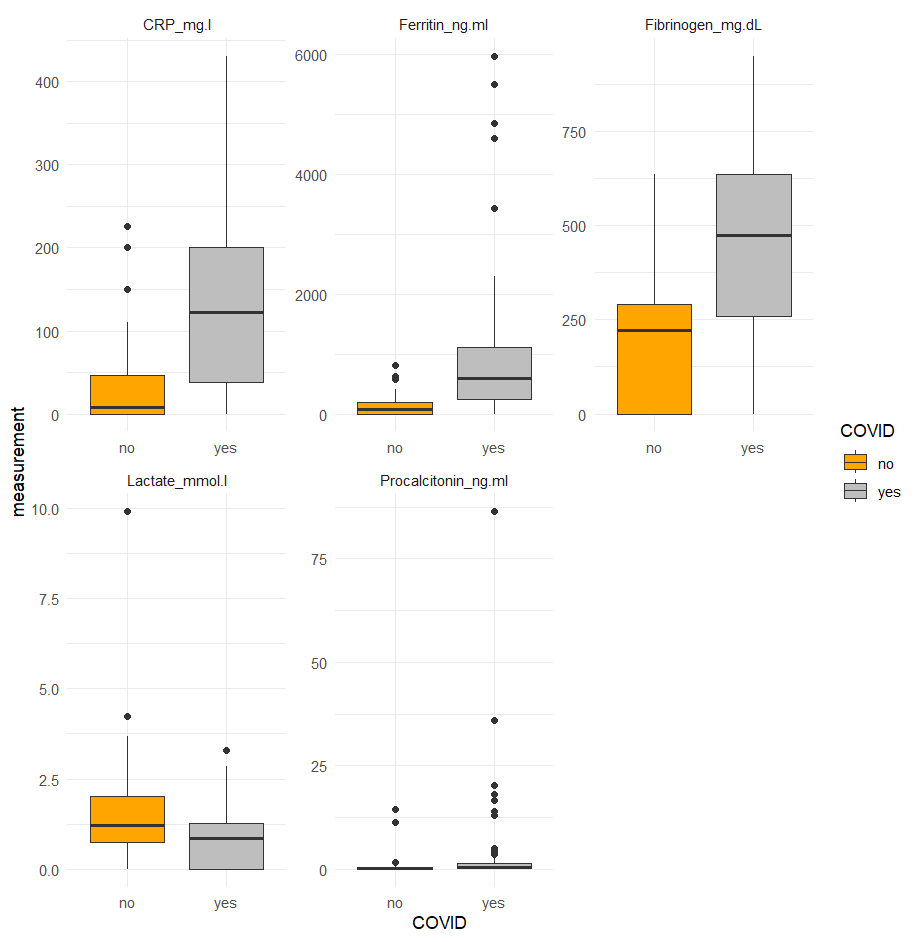 CRP_mg.l
Ferritin_ng.ml
Fibrinogen_mg.dL
400
300
200
100
0
6000
4000
2000
0
750
500
250
0
no
yes
no
yes
no
yes
measurement
COVID
no
yes
Lactate_mmol.l
Procalcitonin_ng.ml
10.0
7.5
5.0
2.5
0.0
75
50
25
0
no
yes
no
yes
COVID